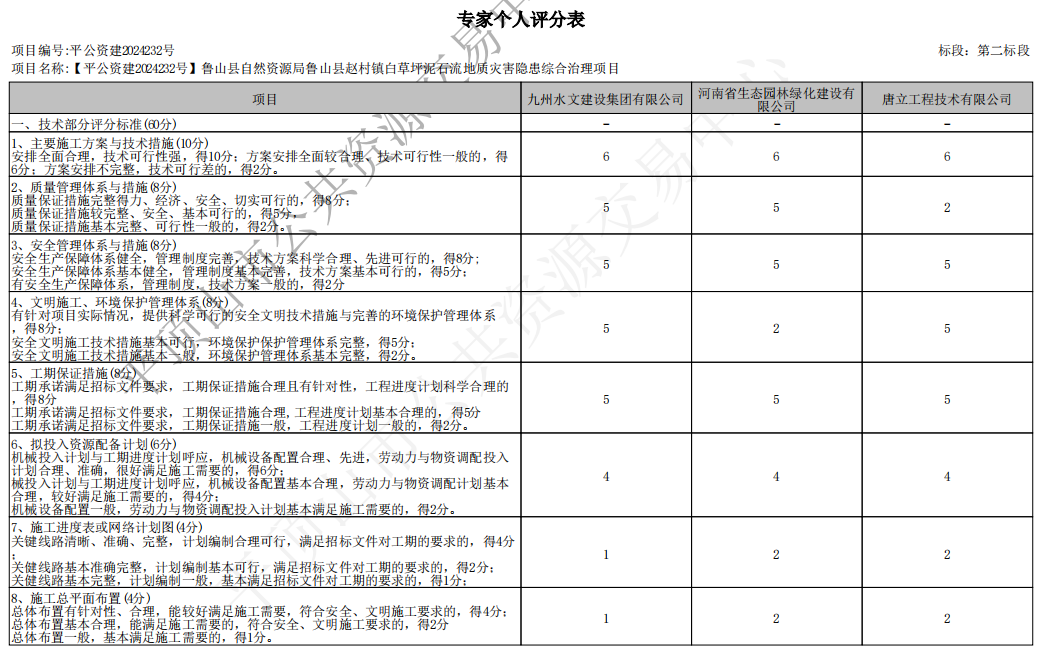 专家个人评分表
项目编号:平公资建2024232号
标段：第二标段
项目名称:【平公资建2024232号】鲁山县自然资源局鲁山县赵村镇白草坪泥石流地质灾害隐患综合治理项目
项目 九州水文建设集团有限公司 河南省生态园林绿化建设有限公司 唐立工程技术有限公司
一、技术部分评分标准(60分) - - -
1、主要施工方案与技术措施(10分)
安排全面合理，技术可行性强，得10分；方案安排全面较合理、技术可行性一般的，得
6分；方案安排不完整，技术可行差的，得2分。
6 6 6
2、质量管理体系与措施(8分)
质量保证措施完整得力、经济、安全、切实可行的，得8分；
质量保证措施较完整、安全、基本可行的，得5分；
质量保证措施基本完整、可行性一般的，得2分。
5 5 2
3、安全管理体系与措施(8分)
安全生产保障体系健全，管理制度完善，技术方案科学合理、先进可行的，得8分;
安全生产保障体系基本健全，管理制度基本完善，技术方案基本可行的，得5分；
有安全生产保障体系，管理制度，技术方案一般的，得2分
5 5 5
4、文明施工、环境保护管理体系(8分)
有针对项目实际情况，提供科学可行的安全文明技术措施与完善的环境保护管理体系
，得8分；
安全文明施工技术措施基本可行，环境保护保护管理体系完整，得5分；
安全文明施工技术措施基本一般，环境保护管理体系基本完整，得2分。
5 2 5
5、工期保证措施(8分)
工期承诺满足招标文件要求，工期保证措施合理且有针对性，工程进度计划科学合理的
，得8分
工期承诺满足招标文件要求，工期保证措施合理,工程进度计划基本合理的，得5分
工期承诺满足招标文件要求，工期保证措施一般，工程进度计划一般的，得2分。
5 5 5
6、拟投入资源配备计划(6分)
机械投入计划与工期进度计划呼应，机械设备配置合理、先进，劳动力与物资调配投入
计划合理、准确，很好满足施工需要的，得6分；
械投入计划与工期进度计划呼应，机械设备配置基本合理，劳动力与物资调配计划基本
合理，较好满足施工需要的，得4分；
机械设备配置一般，劳动力与物资调配投入计划基本满足施工需要的，得2分。
4 4 4
7、施工进度表或网络计划图(4分)
关键线路清晰、准确、完整，计划编制合理可行，满足招标文件对工期的要求的，得4分
；
关健线路基本准确完整，计划编制基本可行，满足招标文件对工期的要求的，得2分；
关健线路基本完整，计划编制一般，基本满足招标文件对工期的要求的，得1分；
1 2 2
8、施工总平面布置(4分)
总体布置有针对性、合理，能较好满足施工需要，符合安全、文明施工要求的，得4分；
总体布置基本合理，能满足施工需要的，符合安全、文明施工要求的，得2分
总体布置一般，基本满足施工需要的，得1分。
1 2 2
平顶山市公共资源交易中
平顶山市公共资源交易中心